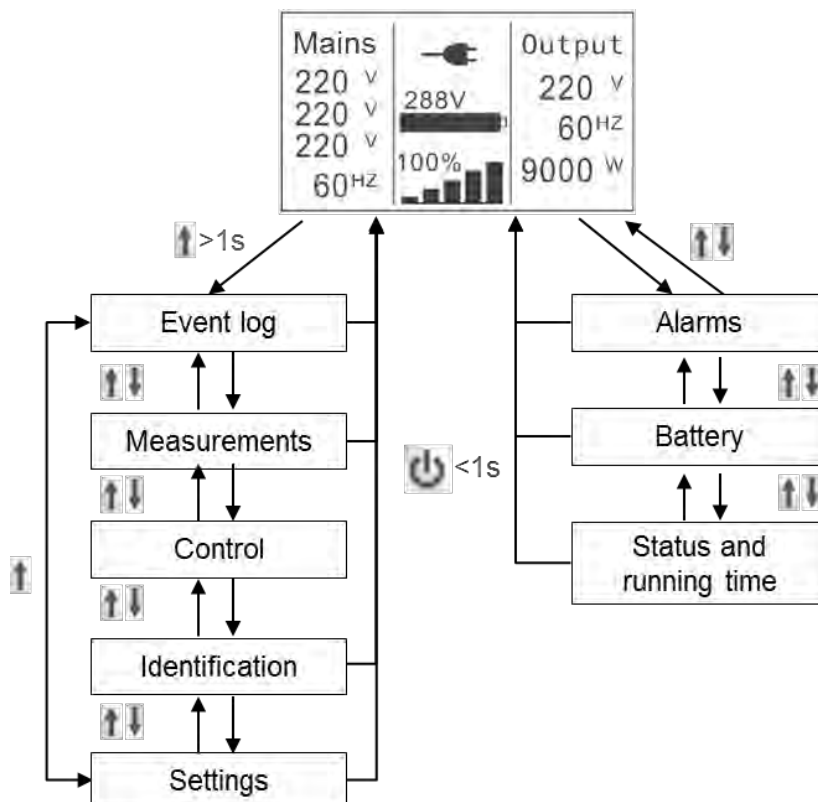 Mains
220 V
220 V
220 V
60HZ
288V
100%
Output
220 V
60HZ
9000 W
>1s
Event log
Measurements
Control
Identification
Settings
<1s
Alarms
Battery
Status and
running time